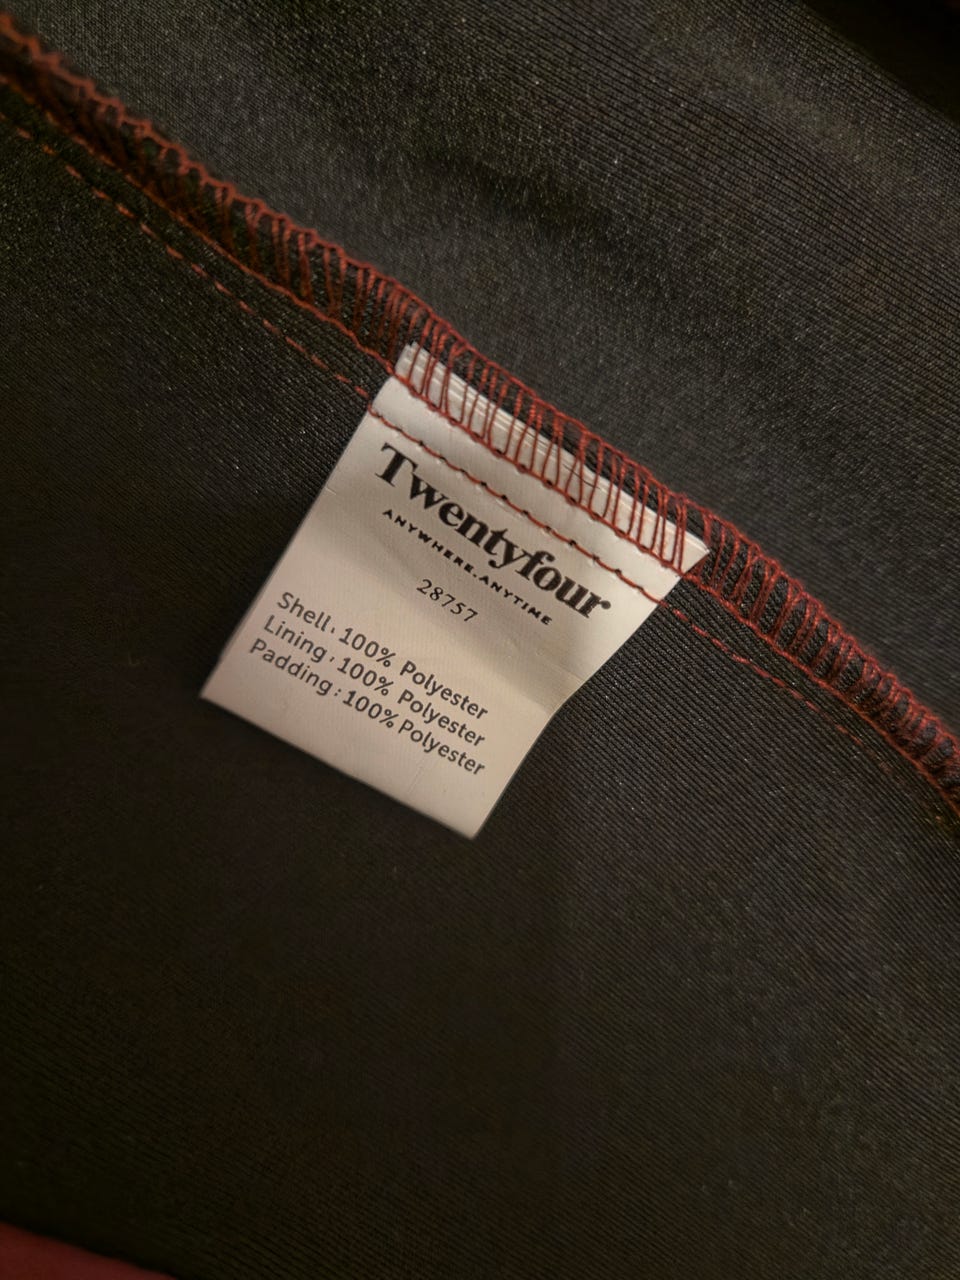 Twentyfour
ANYWHERE.ANYTIME
28757
Shell: 100% Polyester
Lining: 100% Polyester
Padding: 100% Polyester